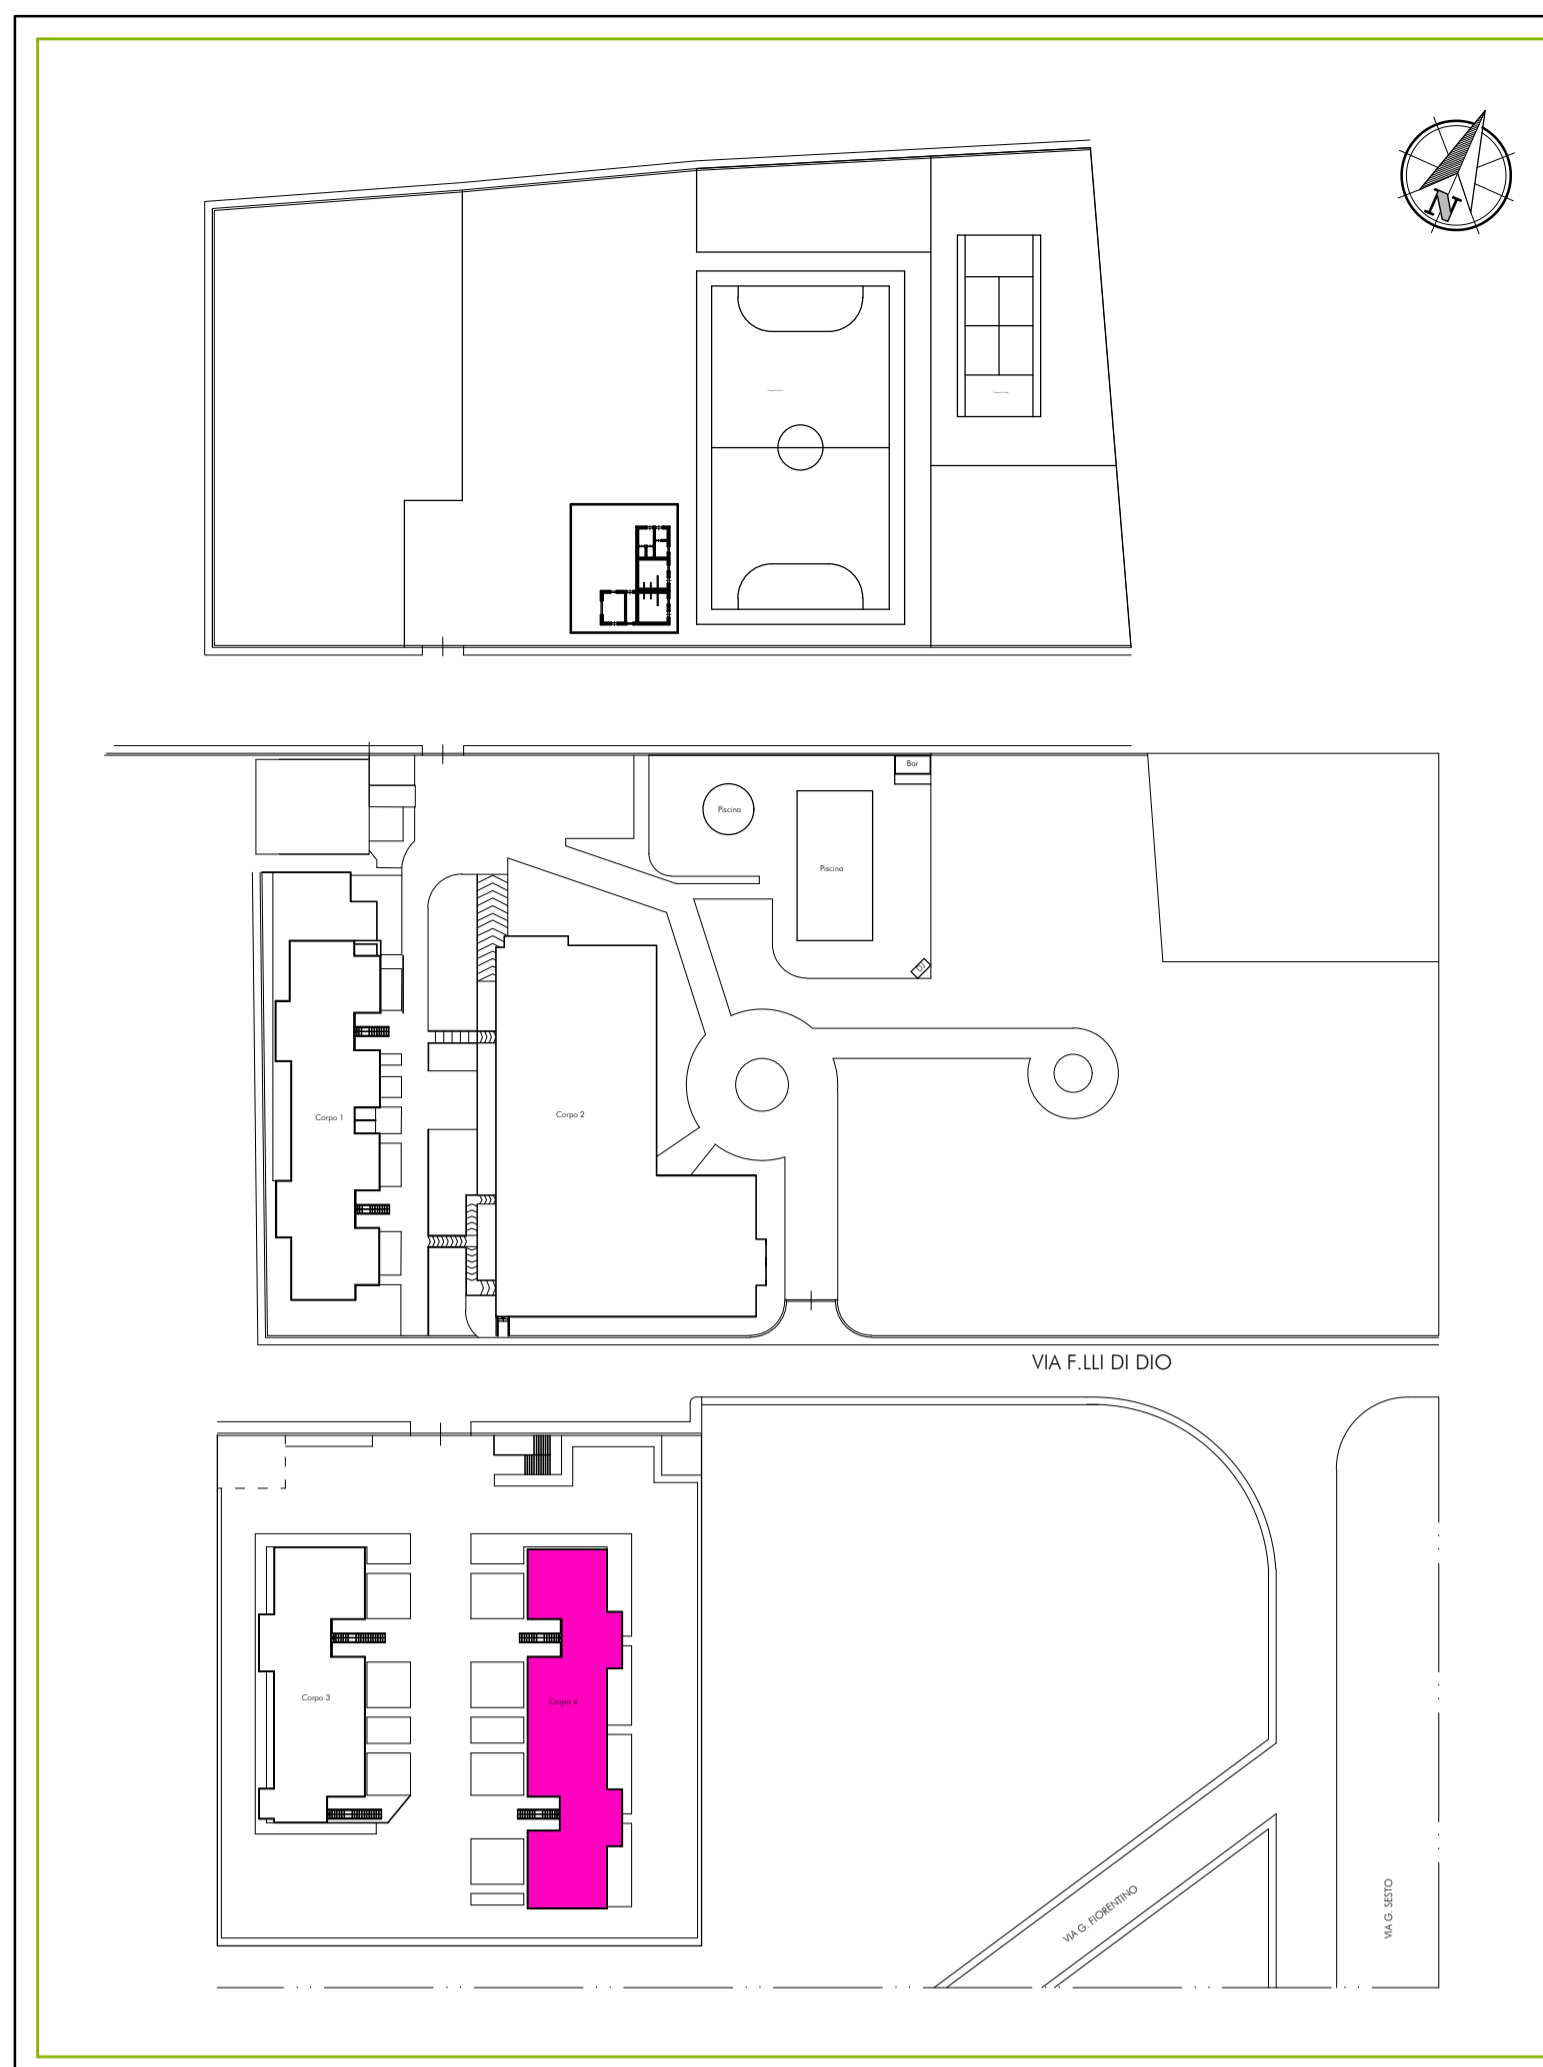 N
Bar
Piscina
Piscina
DJ
Corpo 1
Corpo 2
VIA F.LLI DI DIO
Corpo 3
Corpo 4
VIA G. FIORENTINO
VIA G. SESTO